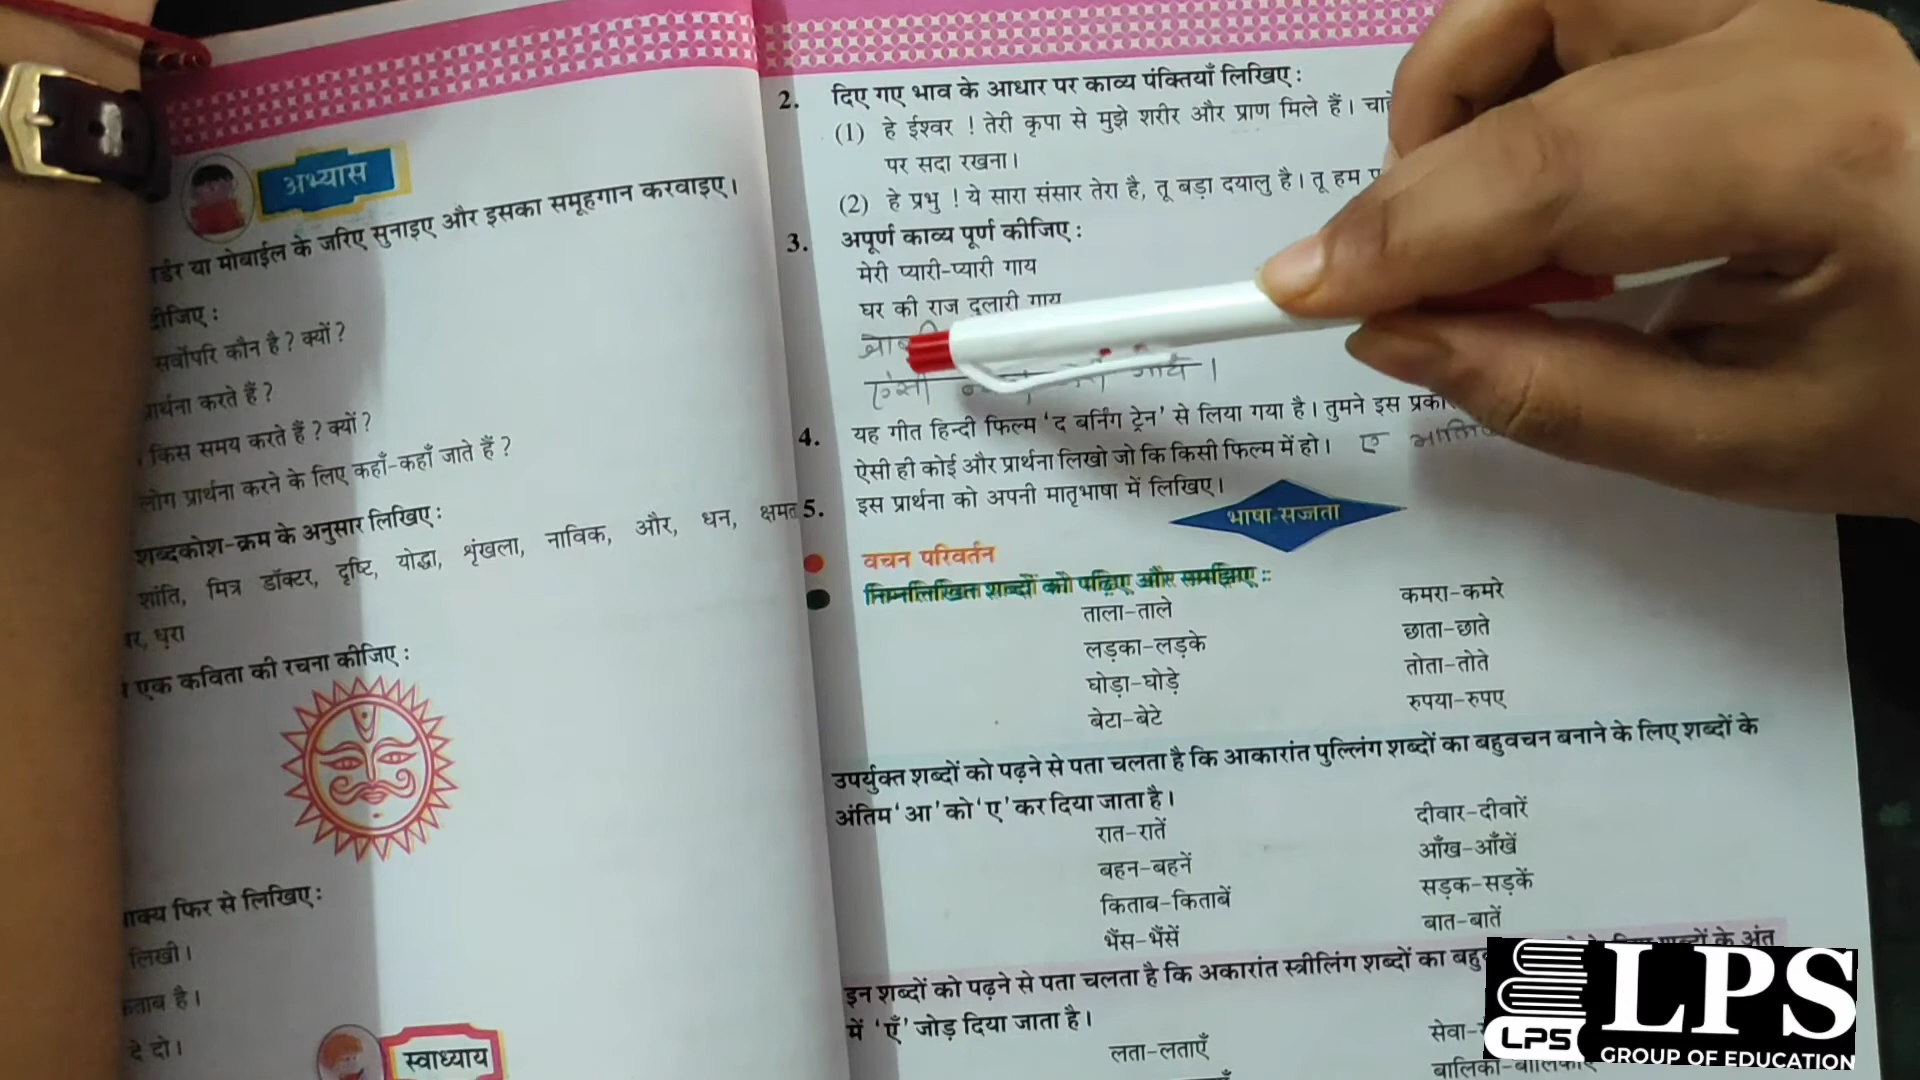 अभ्यास
र्डर या मोबाईल के जरिए सुनाइए और इसका समूहगान करवाइए।
दीजिए :
सर्वोपरि कौन है ? क्यों ?
प्रार्थना करते हैं ?
किस समय करते हैं ? क्यों ?
लोग प्रार्थना करने के लिए कहाँ-कहाँ जाते हैं ?
शब्दकोश-क्रम के अनुसार लिखिए :
शांति, मित्र डॉक्टर, दृष्टि, योद्धा, शृंखला, नाविक, और, धन, क्षमत
धरा
एक कविता की रचना कीजिए :
फिर से लिखिए :
लिखी।
है।
दे दो।
स्वाध्याय
2. दिए गए भाव के आधार पर काव्य पंक्तियाँ लिखिए :
(1) हे ईश्वर ! तेरी कृपा से मुझे शरीर और प्राण मिले हैं।
पर सदा रखना।
(2) हे प्रभु ! ये सारा संसार तेरा है, तू बड़ा दयालु है। तू हम
3. अपूर्ण काव्य पूर्ण कीजिए :
मेरी प्यारी-प्यारी गाय
घर की राज दुलारी गाय
ऐसी गाय।
4. यह गीत हिन्दी फिल्म 'द बर्निंग ट्रेन' से लिया गया है। तुमने इस
ऐसी ही कोई और प्रार्थना लिखो जो कि किसी फिल्म में हो। ए
5. इस प्रार्थना को अपनी मातृभाषा में लिखिए।
भाषा-सज्जता
● वचन परिवर्तन
● निम्नलिखित शब्दों को पढ़िए और समझिए :
ताला-ताले कमरा-कमरे
लड़का-लड़के छाता-छाते
घोड़ा-घोड़े तोता-तोते
बेटा-बेटे रुपया-रुपए
उपर्युक्त शब्दों को पढ़ने से पता चलता है कि आकारांत पुल्लिंग शब्दों का बहुवचन बनाने के लिए शब्दों के
अंतिम 'आ' को 'ए' कर दिया जाता है।
रात-रातें दीवार-दीवारें
बहन-बहनें आँख-आँखें
किताब-किताबें सड़क-सड़कें
भैंस-भैंसें बात-बातें
इन शब्दों को पढ़ने से पता चलता है कि अकारांत स्त्रीलिंग शब्दों का शब्दों के अंत
में 'एँ' जोड़ दिया जाता है।
लता-लताएँ सेवा-
बालिका-बालिकाएँ
LPS
LPS
GROUP OF EDUCATION